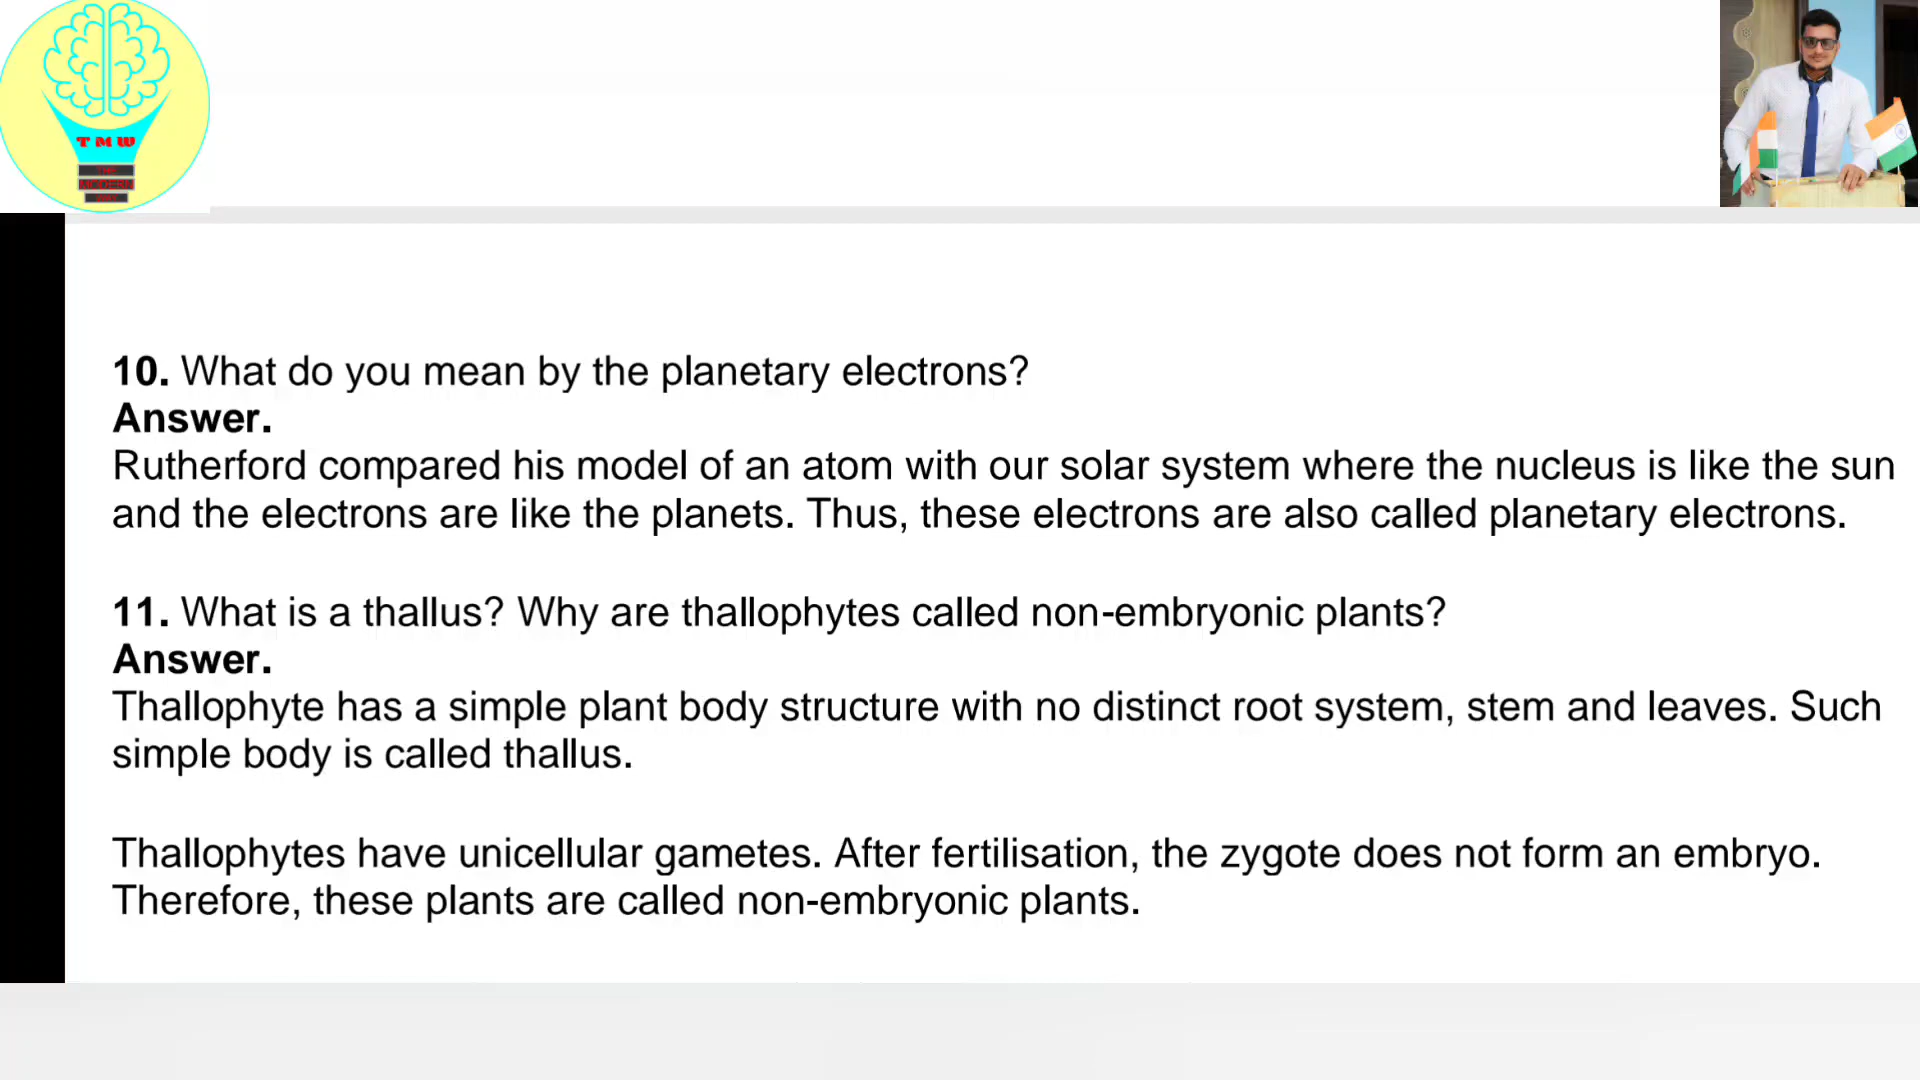 T M W
THE
MODERN
10. What do you mean by the planetary electrons?
Answer.
Rutherford compared his model of an atom with our solar system where the nucleus is like the sun
and the electrons are like the planets. Thus, these electrons are also called planetary electrons.
11. What is a thallus? Why are thallophytes called non-embryonic plants?
Answer.
Thallophyte has a simple plant body structure with no distinct root system, stem and leaves. Such
simple body is called thallus.
Thallophytes have unicellular gametes. After fertilisation, the zygote does not form an embryo.
Therefore, these plants are called non-embryonic plants.